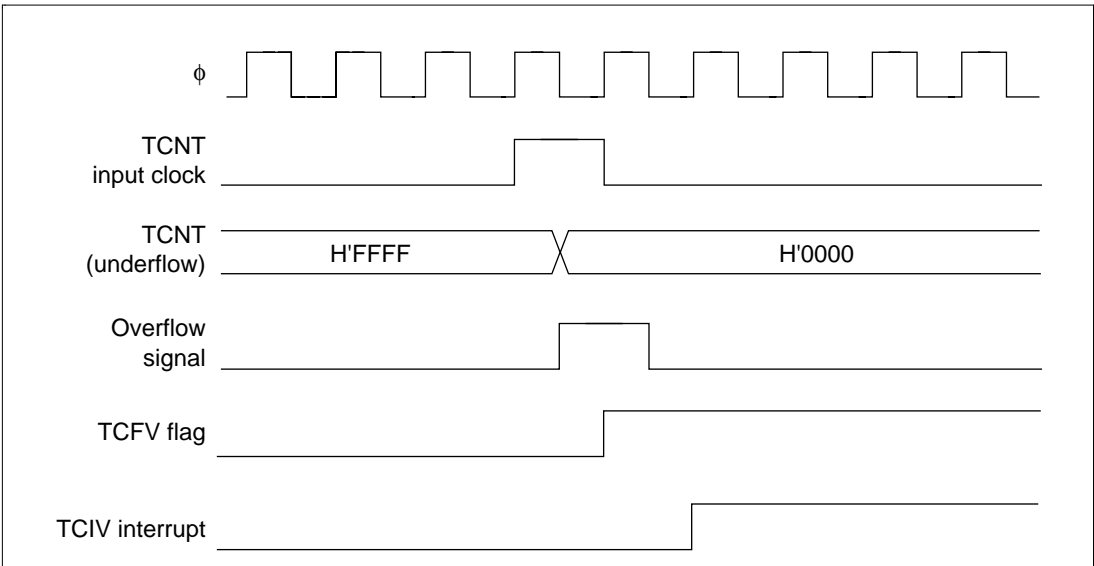 ϕ
TCNT
input clock
TCNT
(underflow)
H'FFFF
H'0000
Overflow
signal
TCFV flag
TCIV interrupt